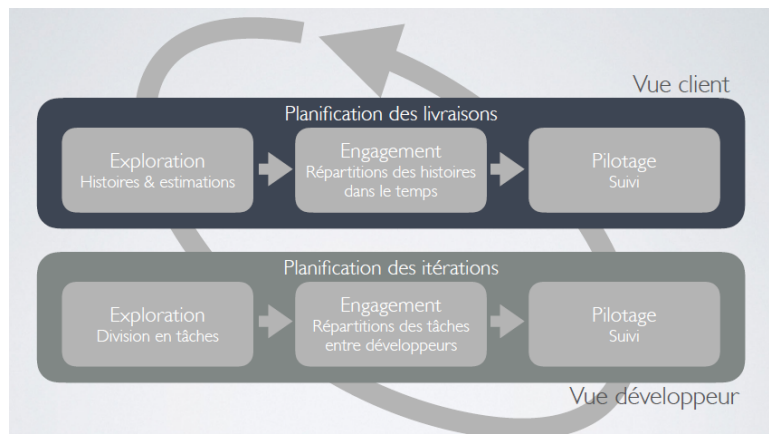 Vue client
Planification des livraisons
Exploration
Histoires & estimations
Engagement
Répartitions des histoires
dans le temps
Pilotage
Suivi
Planification des itérations
Exploration
Division en tâches
Engagement
Répartitions des tâches
entre développeurs
Pilotage
Suivi
Vue développeur